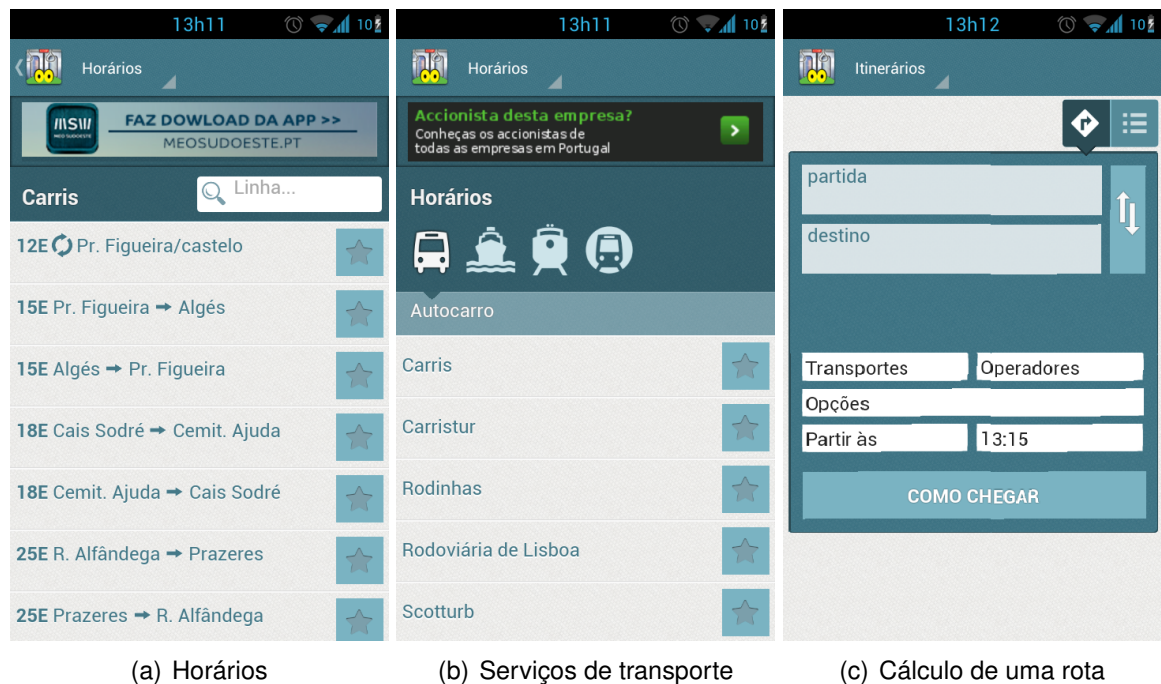 13h11
10
Horários
MSW
MEO SUDOESTE
FAZ DOWLOAD DA APP >>
MEOSUDOESTE.PT
Carris
Linha...
12E Pr. Figueira/castelo
15E Pr. Figueira ➞ Algés
15E Algés ➞ Pr. Figueira
18E Cais Sodré ➞ Cemit. Ajuda
18E Cemit. Ajuda ➞ Cais Sodré
25E R. Alfândega ➞ Prazeres
25E Prazeres ➞ R. Alfândega
(a) Horários
13h11
10
Horários
Accionista desta empresa?
Conheças os accionistas de
todas as empresas em Portugal
Horários
Autocarro
Carris
Carristur
Rodinhas
Rodoviária de Lisboa
Scotturb
(b) Serviços de transporte
13h12
10
Itinerários
partida
destino
Transportes
Operadores
Opções
Partir às
13:15
COMO CHEGAR
(c) Cálculo de uma rota